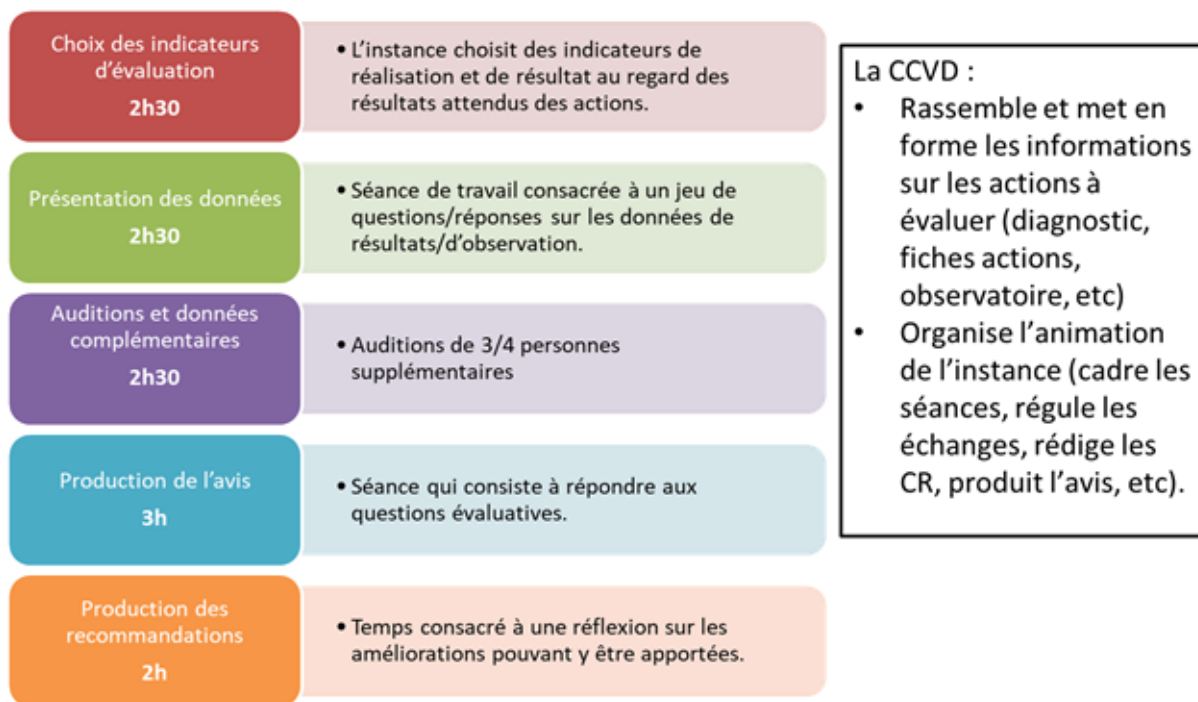 Choix des indicateurs
d'évaluation
2h30
• L'instance choisit des indicateurs de
réalisation et de résultat au regard des
résultats attendus des actions.
Présentation des données
2h30
• Séance de travail consacrée à un jeu de
questions/réponses sur les données de
résultats/d'observation.
Auditions et données
complémentaires
2h30
• Auditions de 3/4 personnes
supplémentaires
Production de l'avis
3h
• Séance qui consiste à répondre aux
questions évaluatives.
Production des
recommandations
2h
• Temps consacré à une réflexion sur les
améliorations pouvant y être apportées.
La CCVD :
• Rassemble et met en
forme les informations
sur les actions à
évaluer (diagnostic,
fiches actions,
observatoire, etc)
• Organise l'animation
de l'instance (cadre les
séances, régule les
échanges, rédige les
CR, produit l'avis, etc).